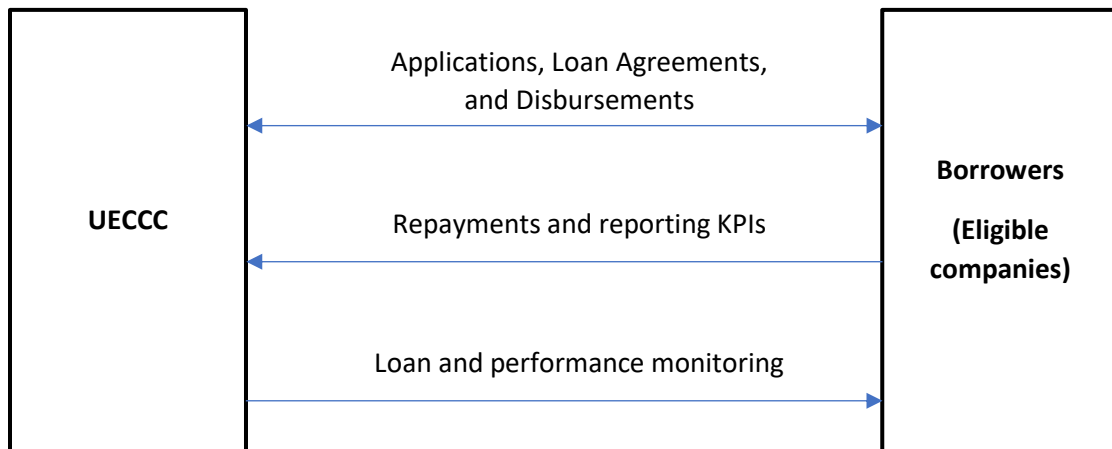 Applications, Loan Agreements,
and Disbursements
UECCC
Repayments and reporting KPIs
Loan and performance monitoring
Borrowers
(Eligible
companies)